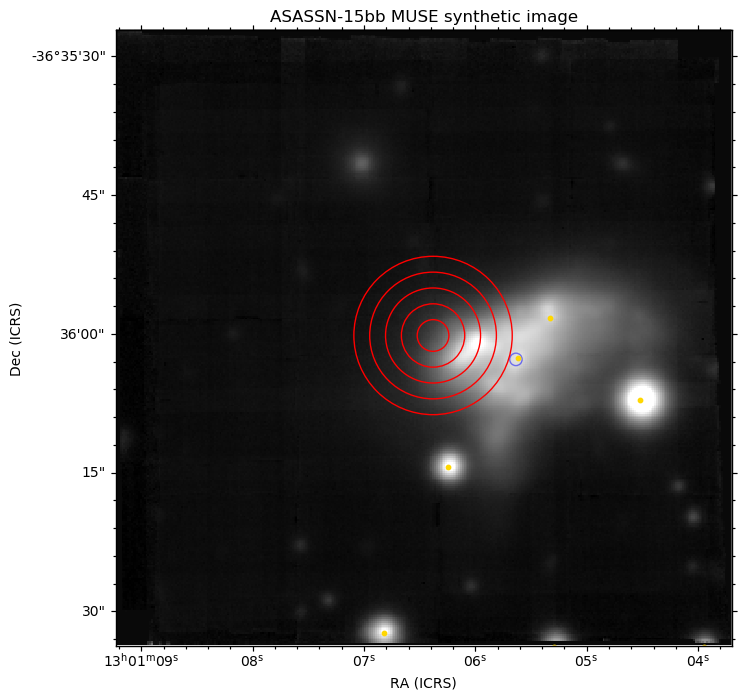 ASASSN-15bb MUSE synthetic image
-36°35'30"
45"
36'00"
15"
30"
Dec (ICRS)
13ʰ01ᵐ09ˢ
08ˢ
07ˢ
06ˢ
05ˢ
04ˢ
RA (ICRS)